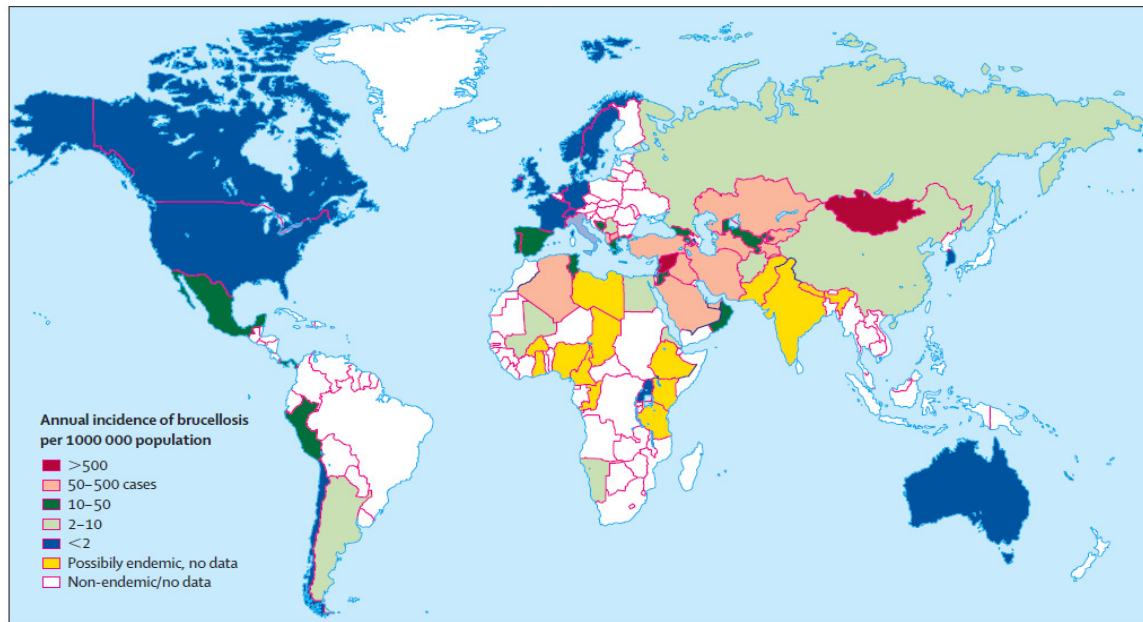 Annual incidence of brucellosis
per 1000 000 population
>500
50–500 cases
10–50
2–10
<2
Possibily endemic, no data
Non-endemic/no data